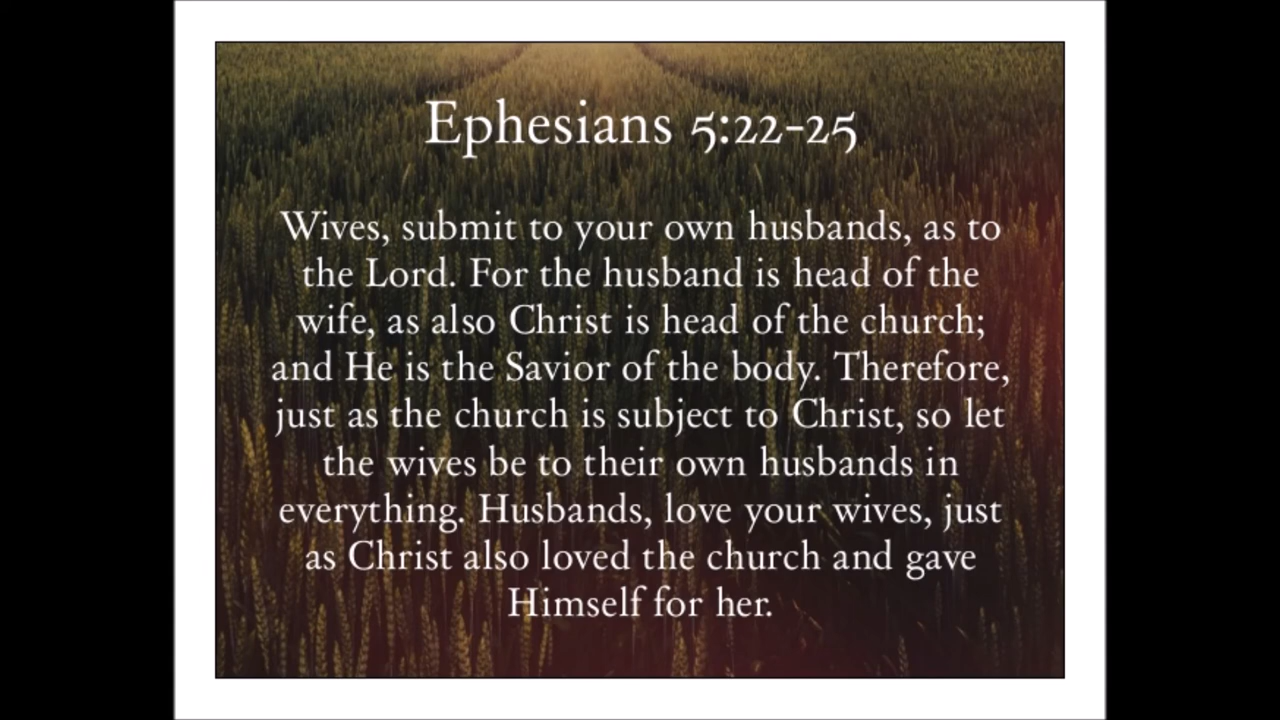 Ephesians 5:22-25
Wives, submit to your own husbands, as to
the Lord. For the husband is head of the
wife, as also Christ is head of the church;
and He is the Savior of the body. Therefore,
just as the church is subject to Christ, so let
the wives be to their own husbands in
everything. Husbands, love your wives, just
as Christ also loved the church and gave
Himself for her.